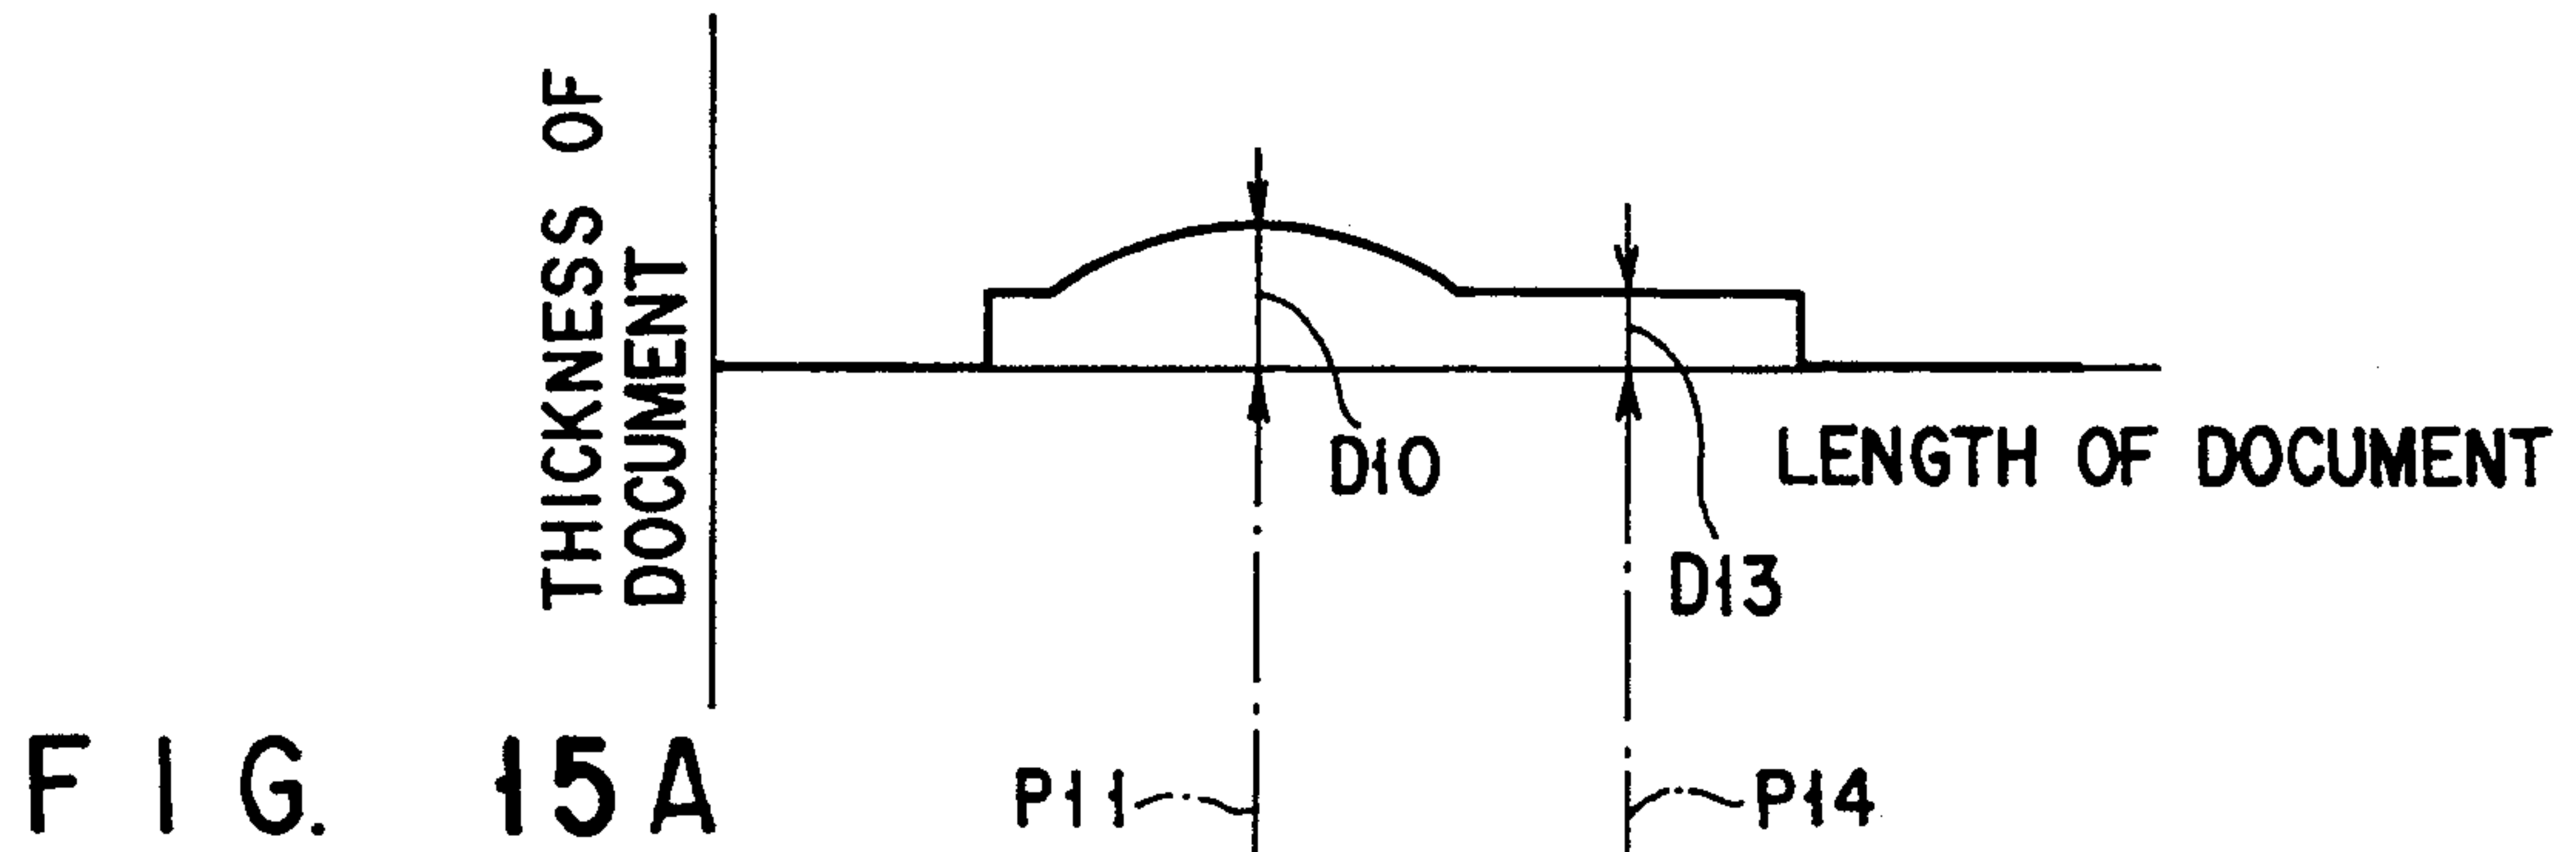 THICKNESS OF
DOCUMENT
D10
LENGTH OF DOCUMENT
D13
P11
P14
FIG. 15A